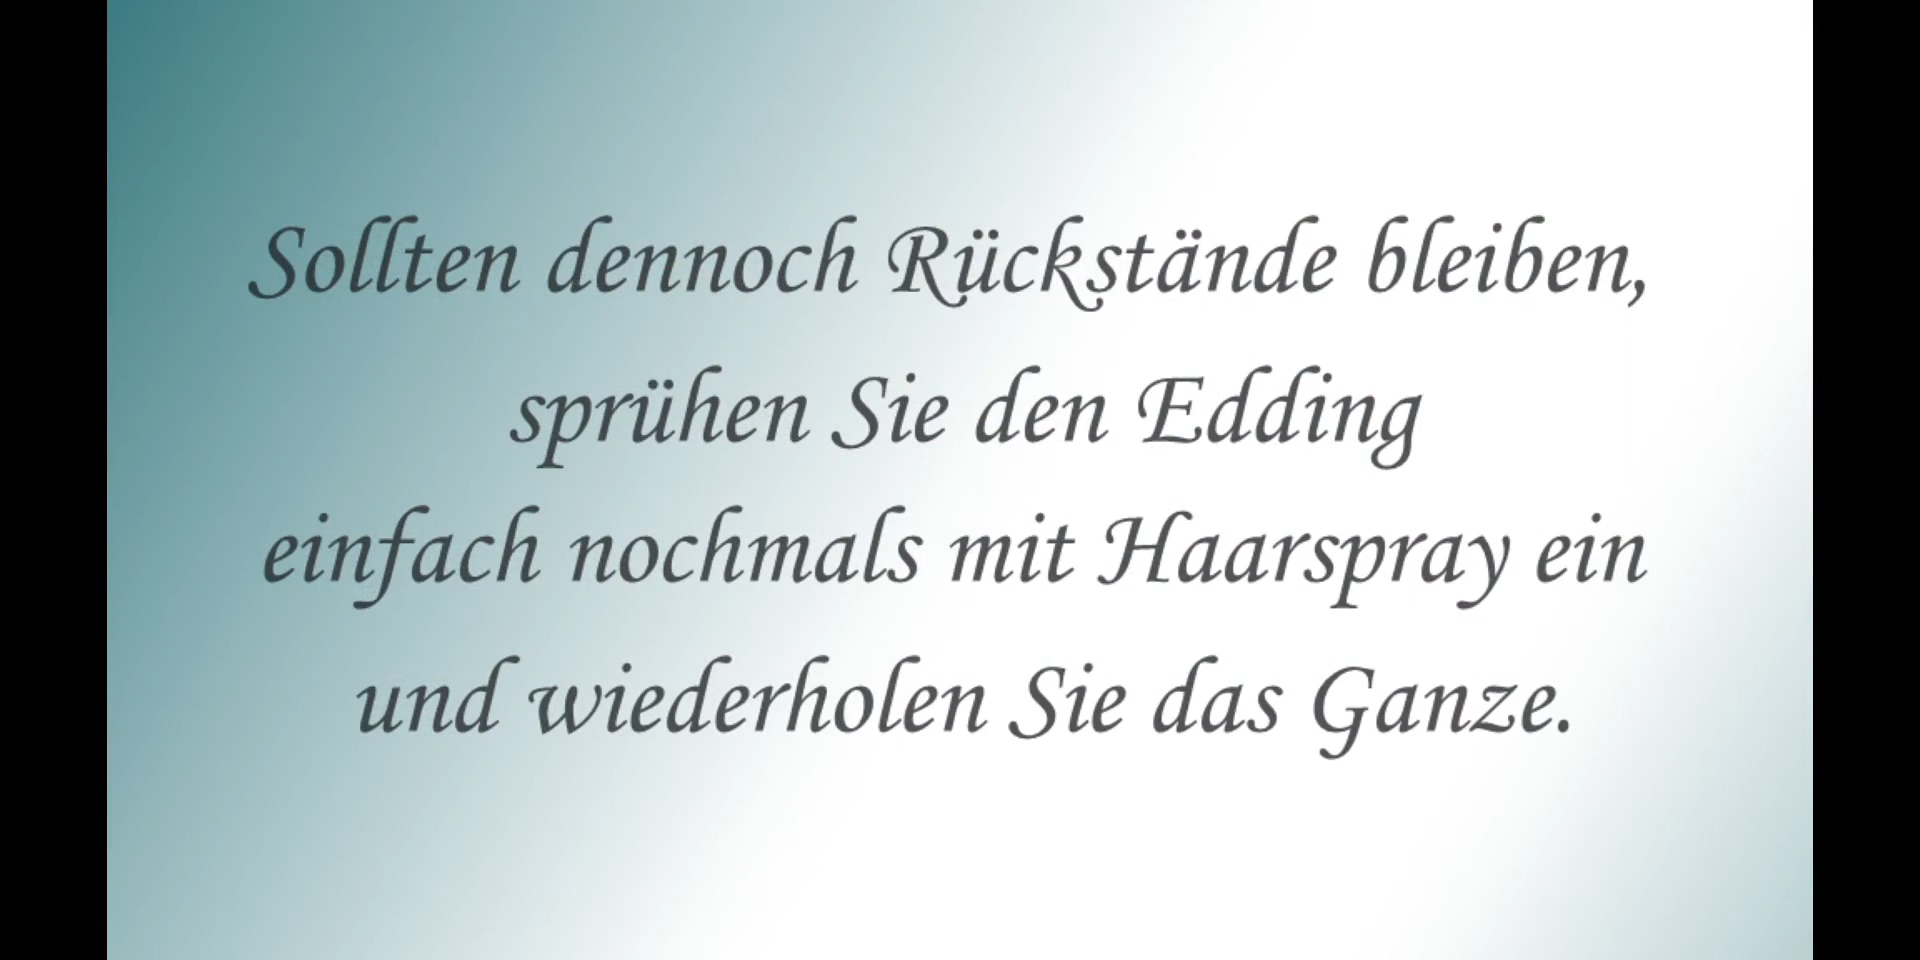 Sollten dennoch Rückstände bleiben,
sprühen Sie den Edding
einfach nochmals mit Haarspray ein
und wiederholen Sie das Ganze.